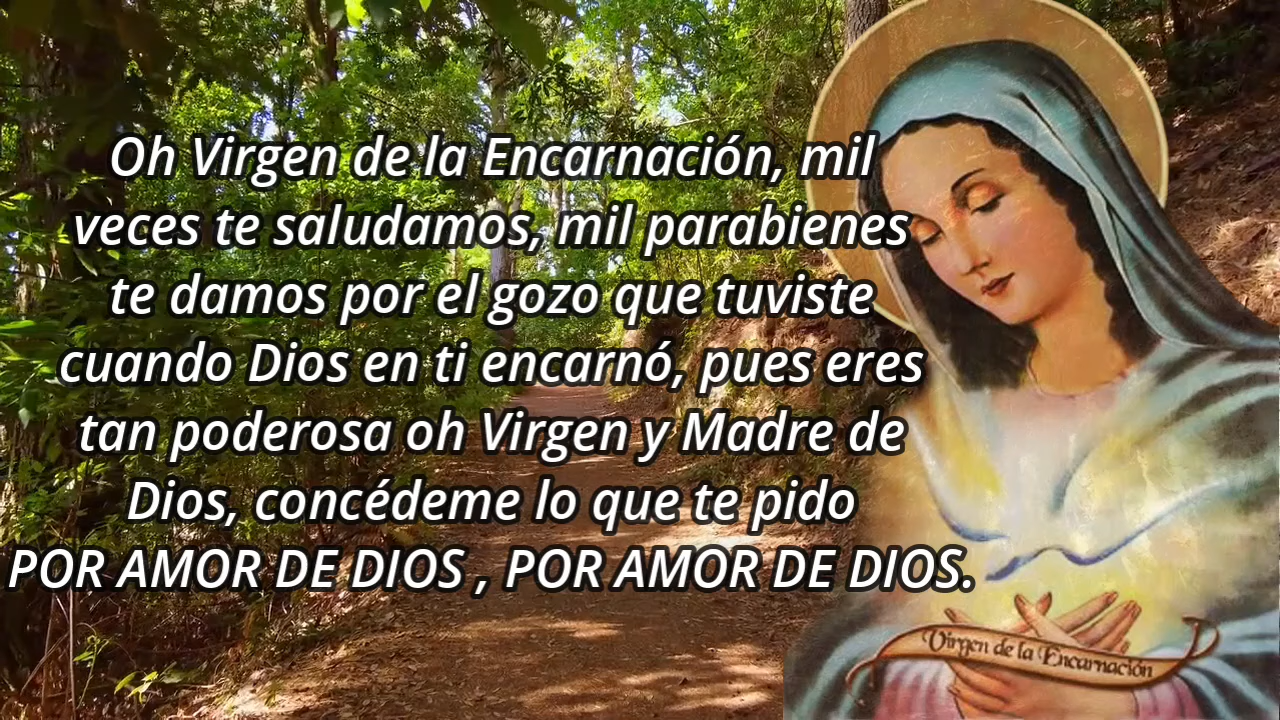 Oh Virgen de la Encarnación, mil
veces te saludamos, mil parabienes
te damos por el gozo que tuviste
cuando Dios en ti encarnó, pues eres
tan poderosa oh Virgen y Madre de
Dios, concédeme lo que te pido
POR AMOR DE DIOS , POR AMOR DE DIOS.
Virgen de la Encarnación